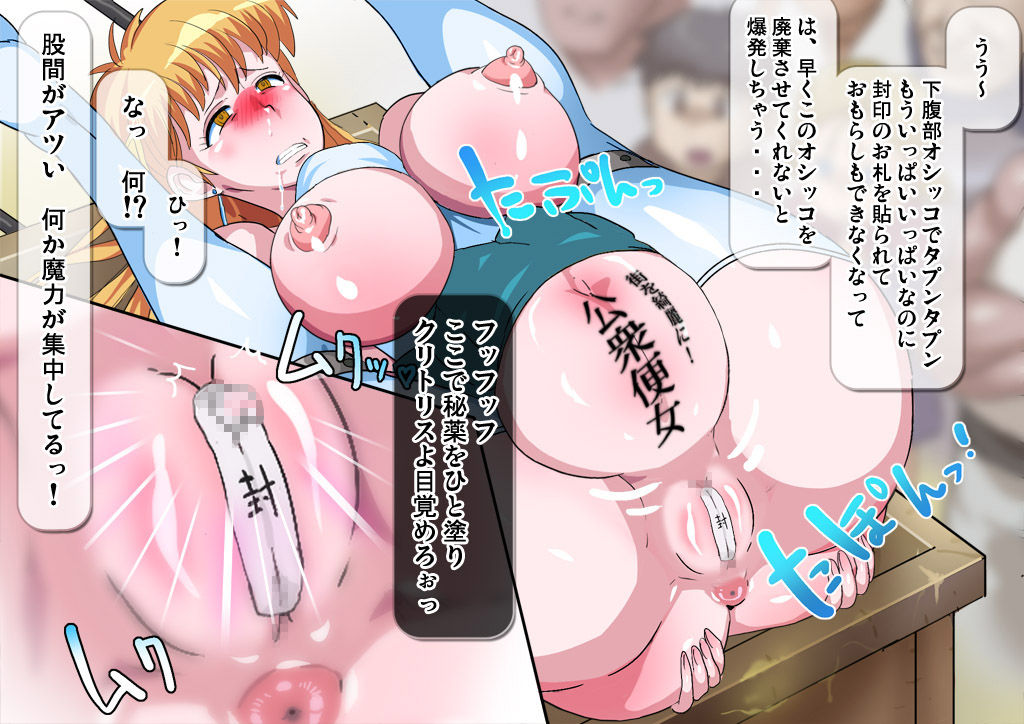 うう～
下腹部オシッコでタプンタプン
もういっぱいいっぱいなのに
封印のお札を貼られて
おもらしもできなくなって
は、早くこのオシッコを
廃棄させてくれないと
爆発しちゃう・・・
たぷんっ
街を綺麗に！
公衆便女
封
たぽんっ！
フッフッフッ
ここで秘薬をひと塗り
クリトリスよ目覚めろぉっ
ひっ！
なっ　何!?
股間がアツい　何か魔力が集中してるっ！
ムクッ♡
封
ムク